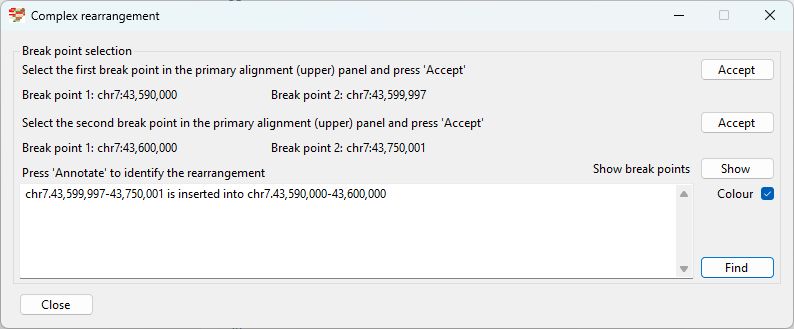 Complex rearrangement
Break point selection
Select the first break point in the primary alignment (upper) panel and press 'Accept'
Accept
Break point 1: chr7:43,590,000 Break point 2: chr7:43,599,997
Select the second break point in the primary alignment (upper) panel and press 'Accept'
Accept
Break point 1: chr7:43,600,000 Break point 2: chr7:43,750,001
Press 'Annotate' to identify the rearrangement
Show break points
Show
chr7.43,599,997-43,750,001 is inserted into chr7.43,590,000-43,600,000
Colour
Find
Close